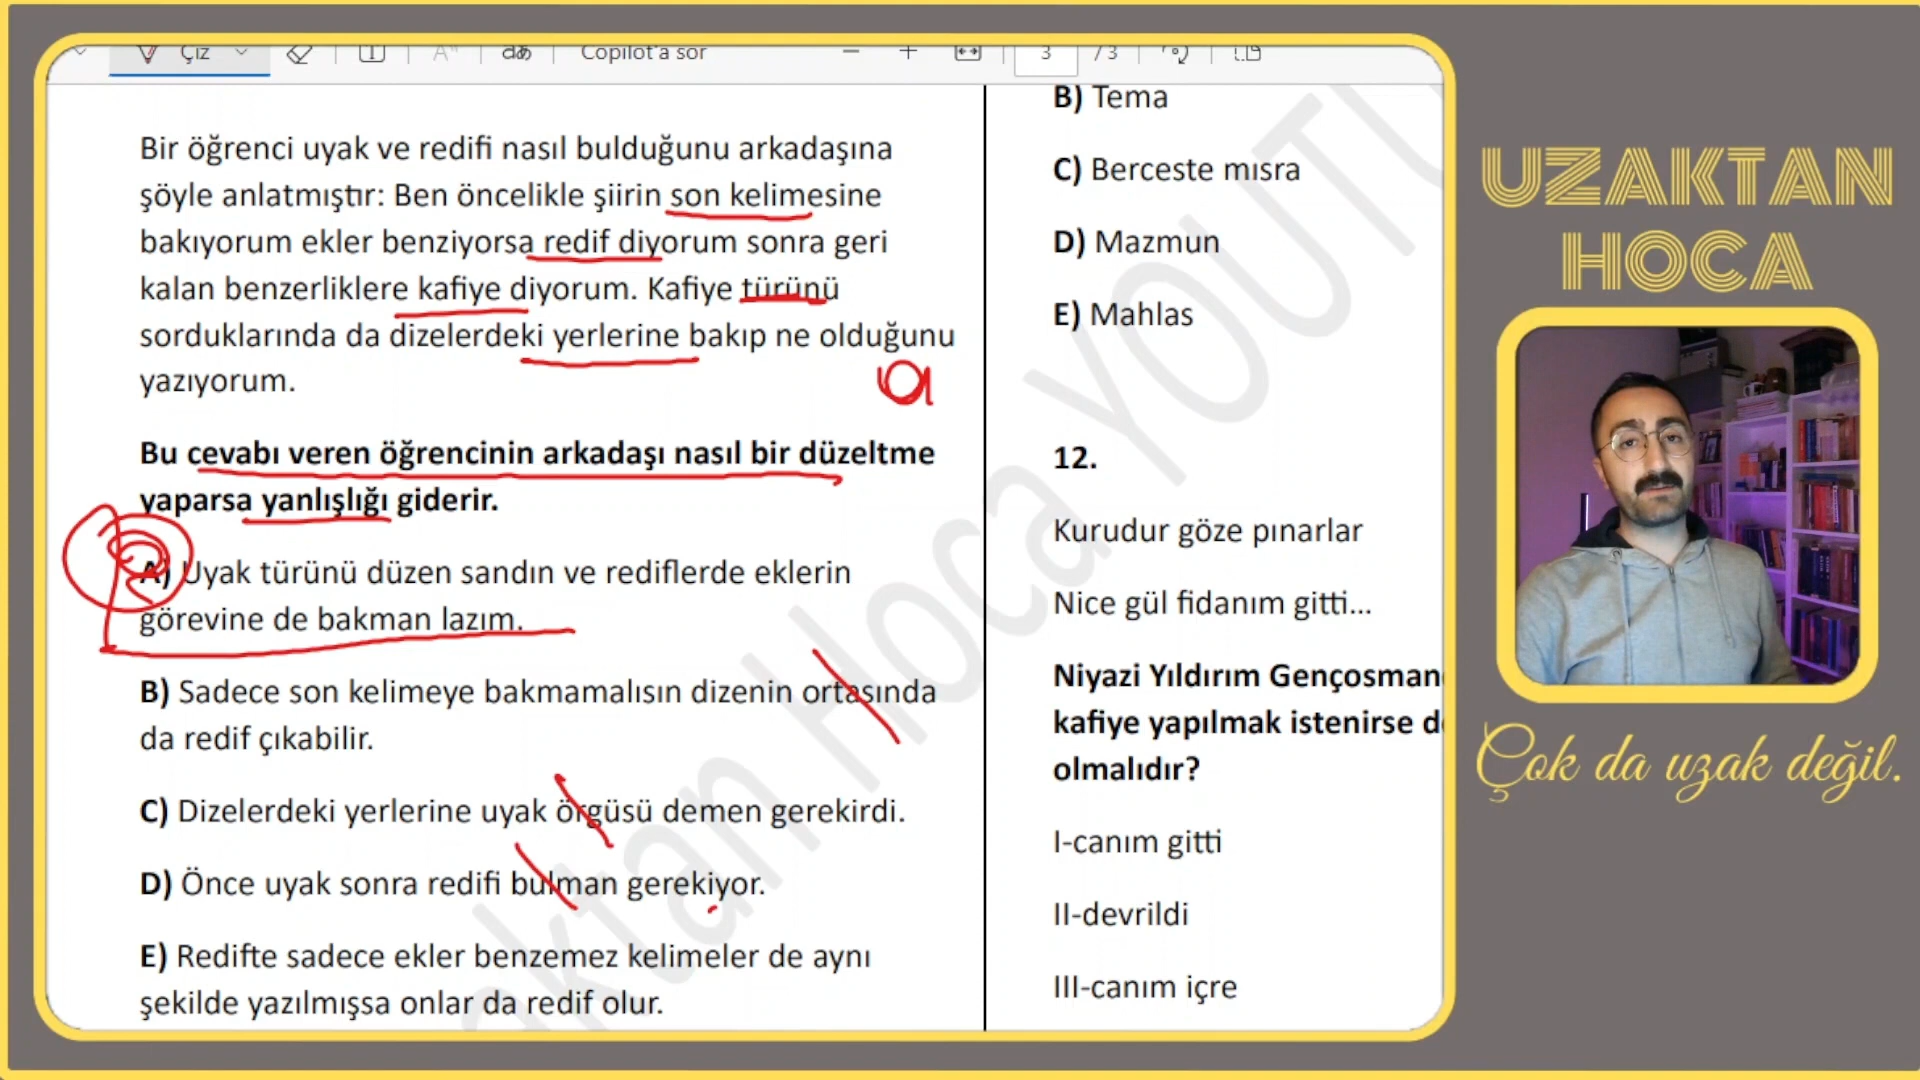 Çiz
Copilot'a sor
3 /3
Bir öğrenci uyak ve redifi nasıl bulduğunu arkadaşına
şöyle anlatmıştır: Ben öncelikle şiirin son kelimesine
bakıyorum ekler benziyorsa redif diyorum sonra geri
kalan benzerliklere kafiye diyorum. Kafiye türünü
sorduklarında da dizelerdeki yerlerine bakıp ne olduğunu
yazıyorum.
Bu cevabı veren öğrencinin arkadaşı nasıl bir düzeltme
yaparsa yanlışlığı giderir.
A) Uyak türünü düzen sandın ve rediflerde eklerin
görevine de bakman lazım.
B) Sadece son kelimeye bakmamalısın dizenin ortasında
da redif çıkabilir.
C) Dizelerdeki yerlerine uyak örgüsü demen gerekirdi.
D) Önce uyak sonra redifi bulman gerekiyor.
E) Redifte sadece ekler benzemez kelimeler de aynı
şekilde yazılmışsa onlar da redif olur.
B) Tema
C) Berceste mısra
D) Mazmun
E) Mahlas
12.
Kurudur göze pınarlar
Nice gül fidanım gitti...
Niyazi Yıldırım Gençosman
kafiye yapılmak istenirse
olmalıdır?
I-canım gitti
II-devrildi
III-canım içre
aktan Hoca YOUTU
UZAKTAN
HOCA
Çok da uzak değil.